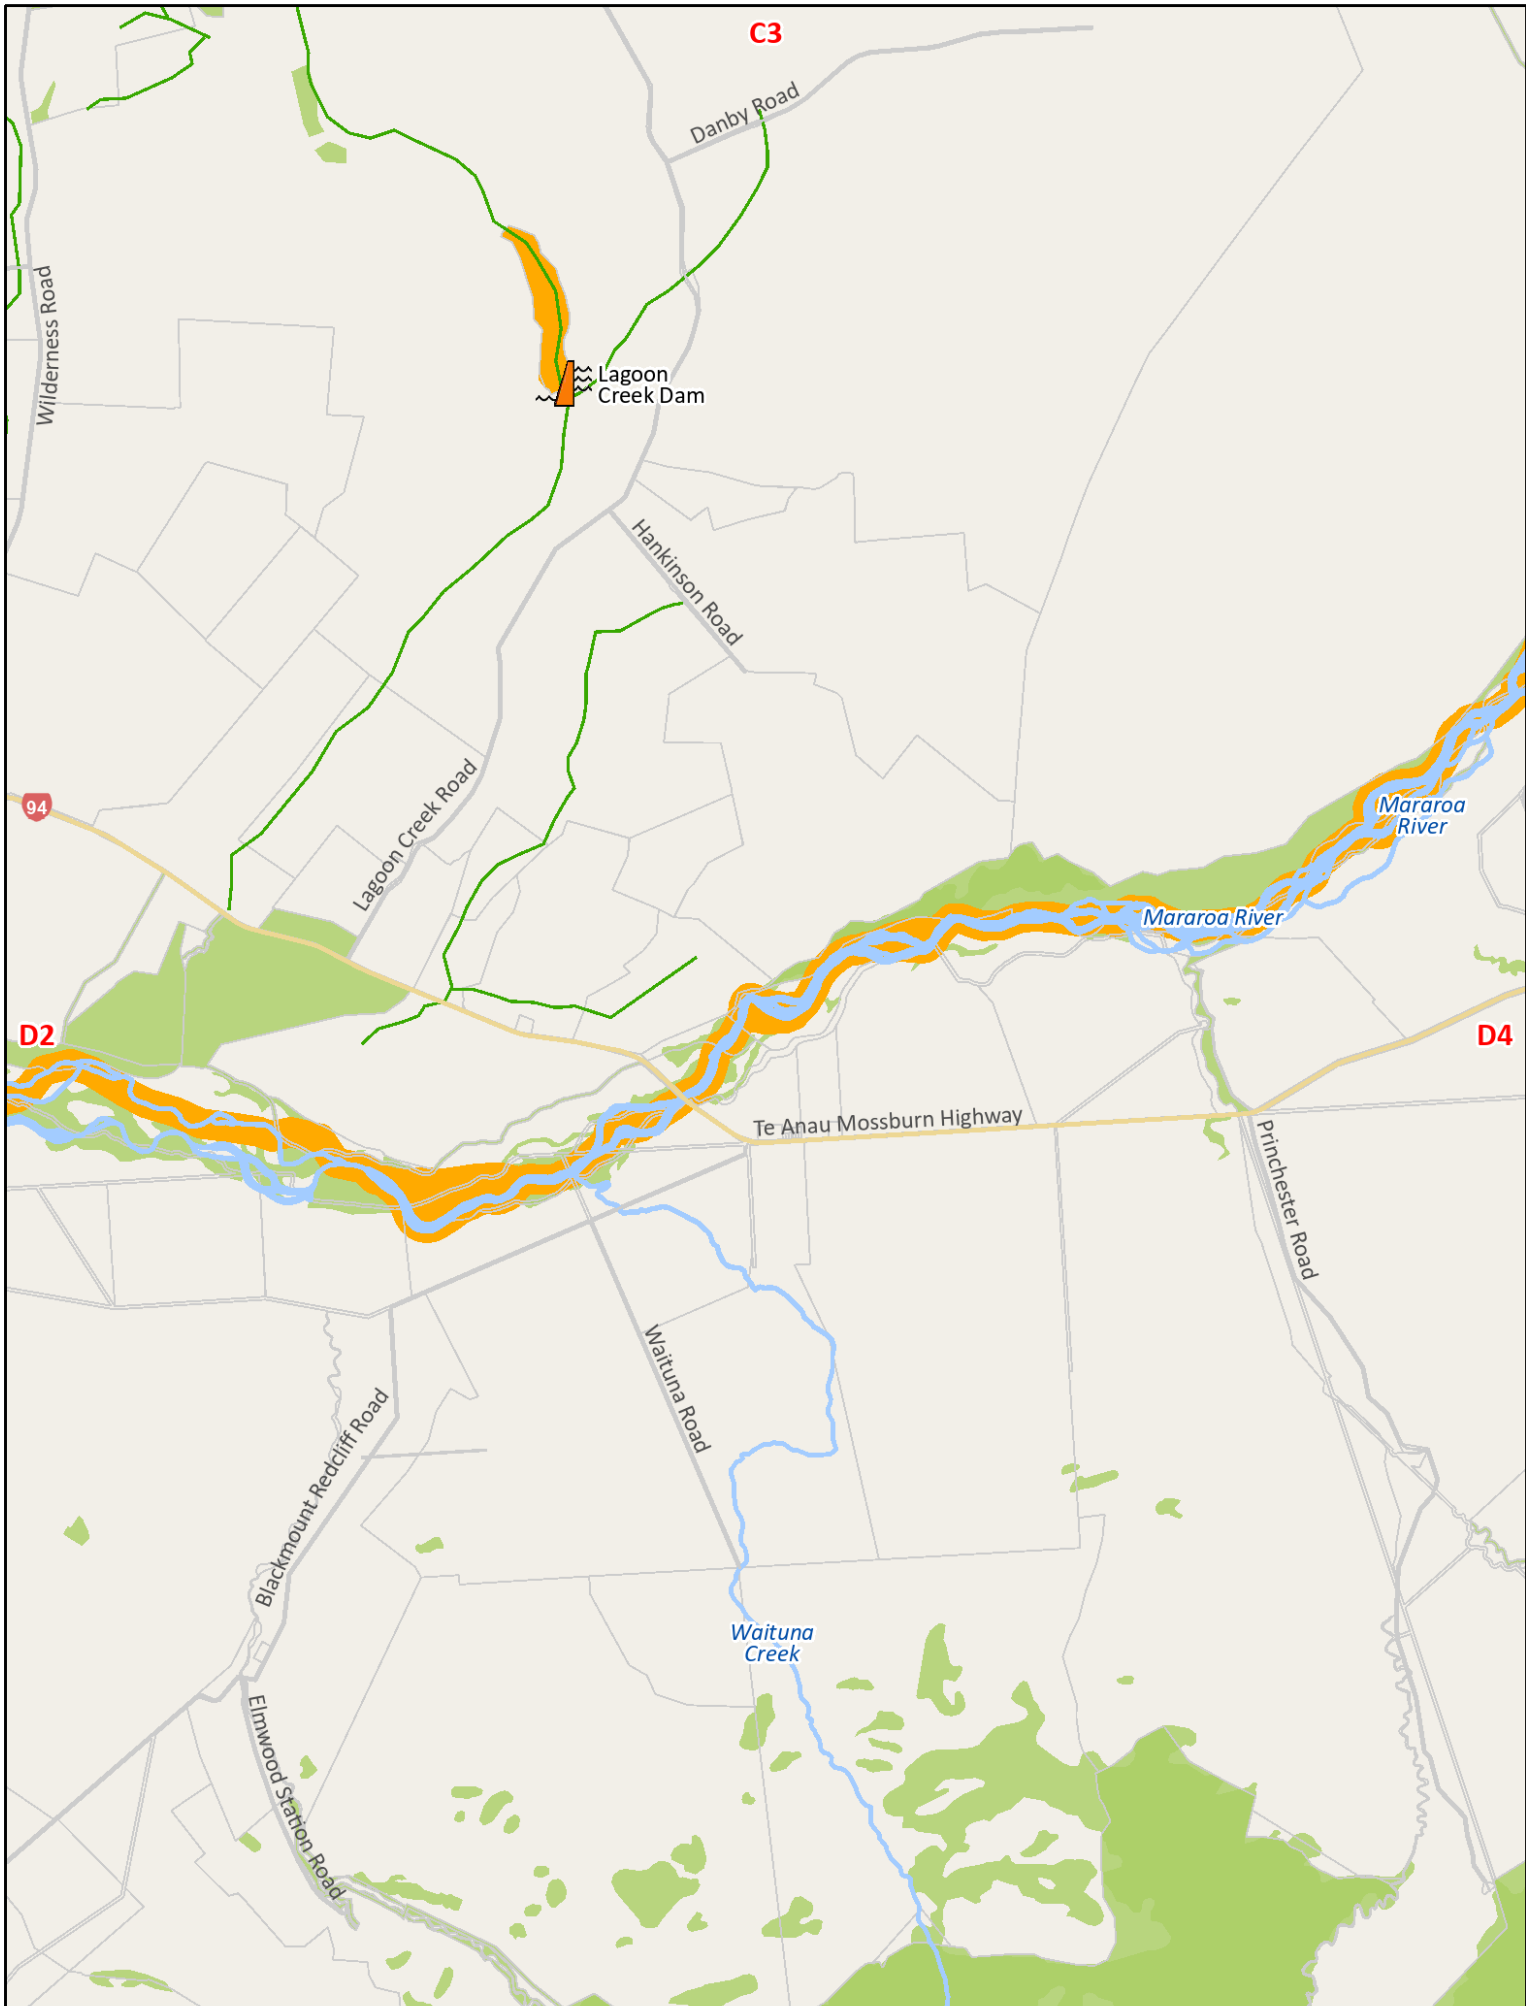 C3
Danby Road
Wilderness Road
Lagoon
Creek Dam
Hankinson Road
Lagoon Creek Road
94
Mararoa
River
Mararoa River
D2
D4
Te Anau Mossburn Highway
Princhester Road
Waituna Road
Blackmount Redcliff Road
Waituna
Creek
Elmwood Station Road